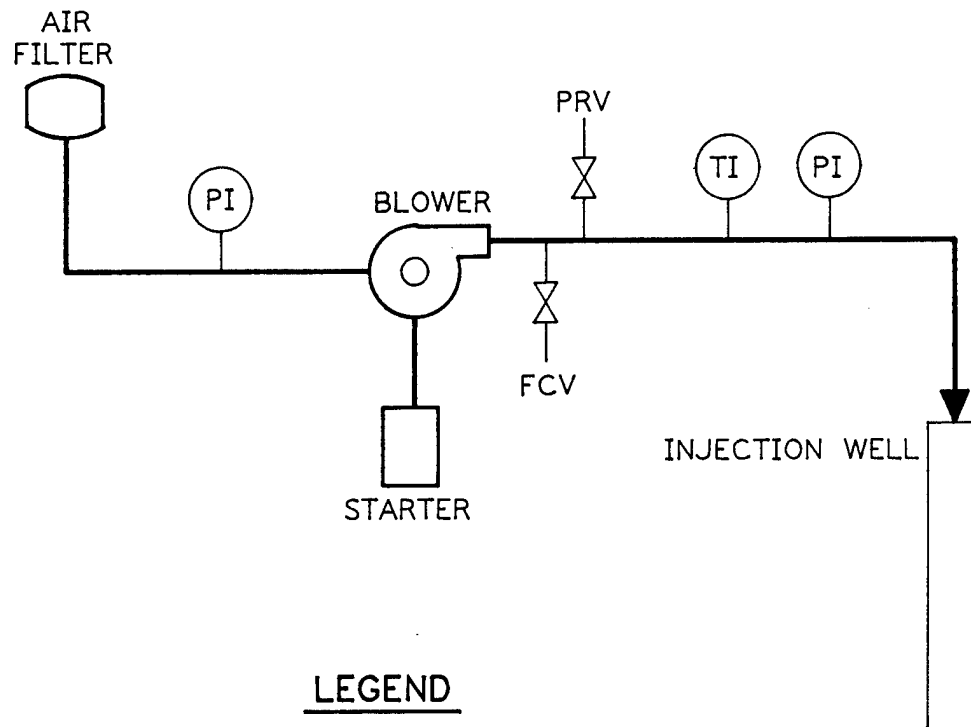 AIR
FILTER
PRV
PI
TI
PI
BLOWER
FCV
INJECTION WELL
STARTER
LEGEND